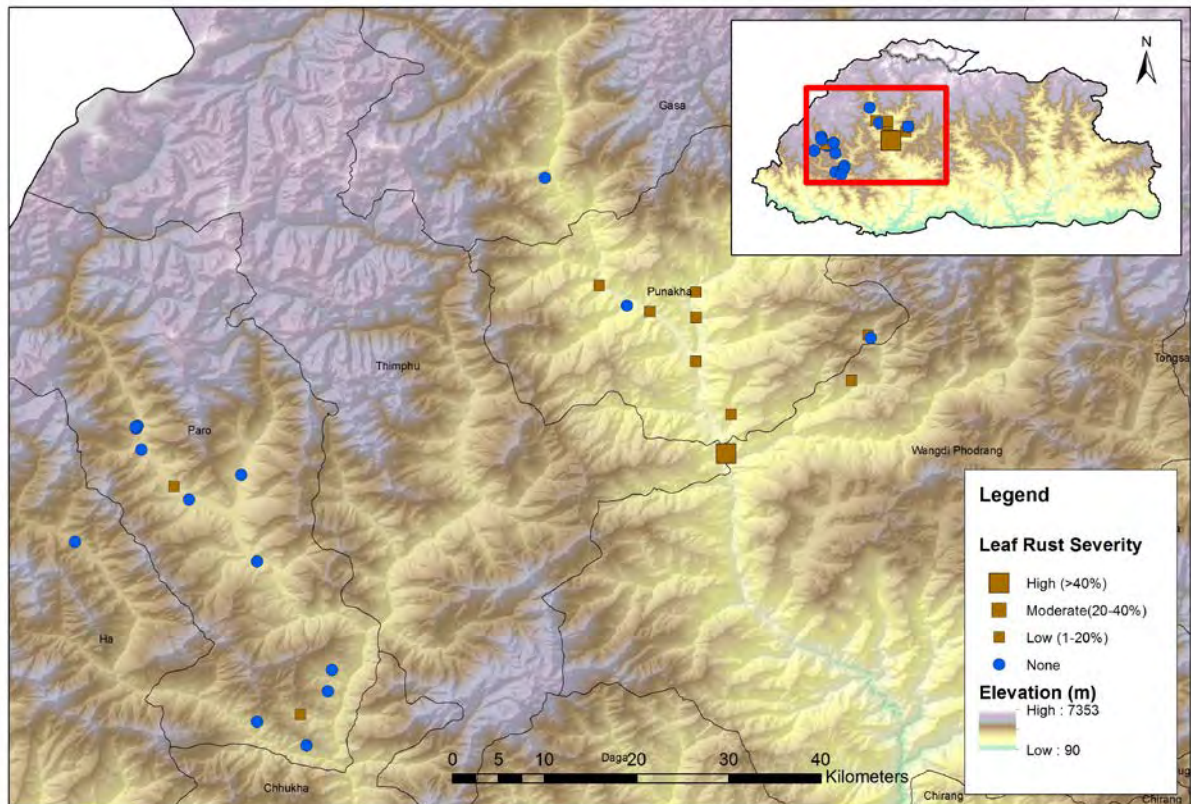 N
Gasa
Punakha
Thimphu
Tongsa
Paro
Wangdi Phodrang
Legend
Leaf Rust Severity
High (>40%)
Moderate(20-40%)
Low (1-20%)
None
Elevation (m)
High : 7353
Low : 90
Ha
Daga
0 5 10 20 30 40
Kilometers
Chhukha
Chirang
Chirang